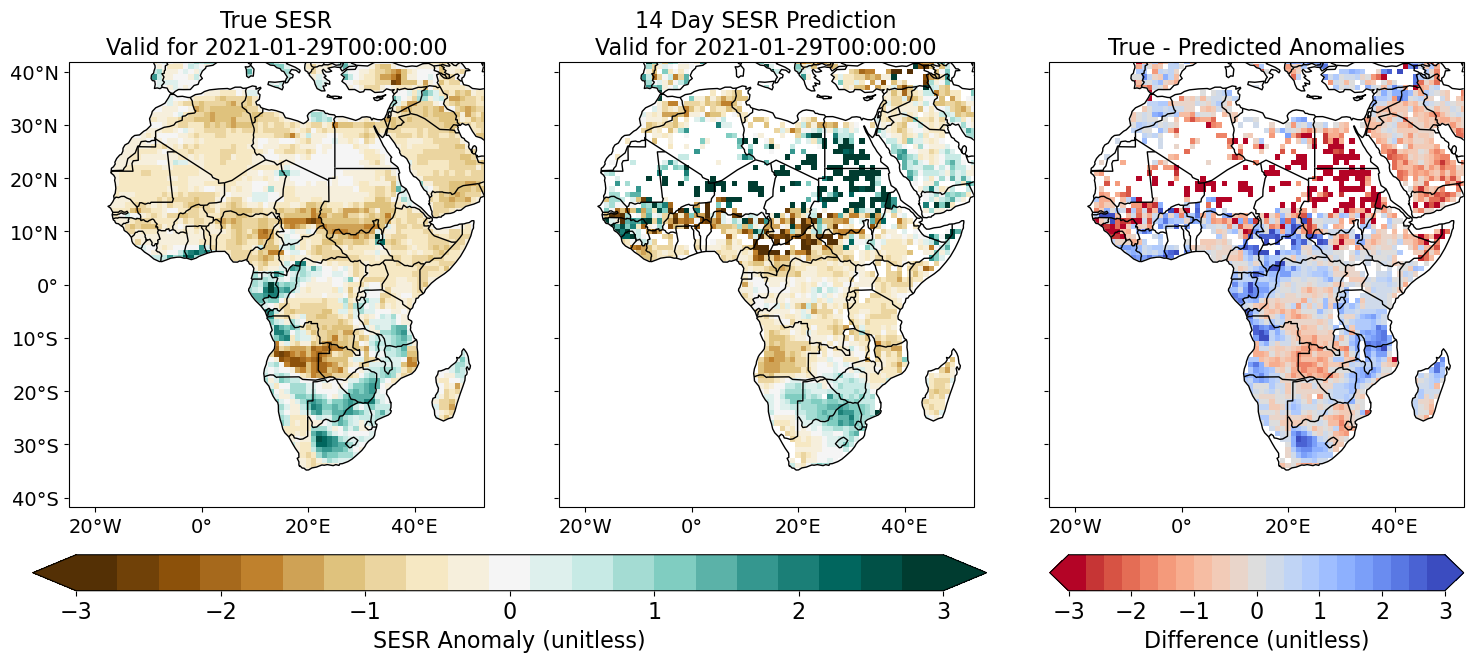 True SESR
Valid for 2021-01-29T00:00:00
14 Day SESR Prediction
Valid for 2021-01-29T00:00:00
True - Predicted Anomalies
40°N
30°N
20°N
10°N
0°
10°S
20°S
30°S
40°S
20°W 0° 20°E 40°E
20°W 0° 20°E 40°E
20°W 0° 20°E 40°E
−3 −2 −1 0 1 2 3
SESR Anomaly (unitless)
−3 −2 −1 0 1 2 3
Difference (unitless)